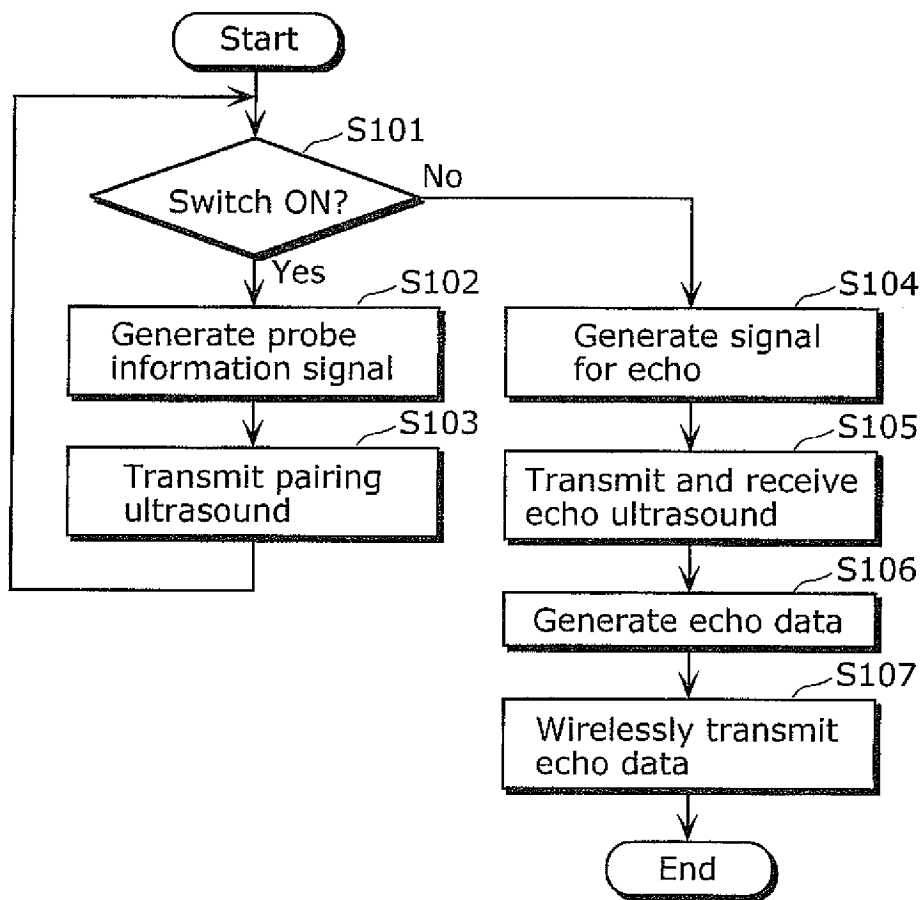 Start
S101
Switch ON?
No
Yes
S102
Generate probe
information signal
S103
Transmit pairing
ultrasound
S104
Generate signal
for echo
S105
Transmit and receive
echo ultrasound
S106
Generate echo data
S107
Wirelessly transmit
echo data
End